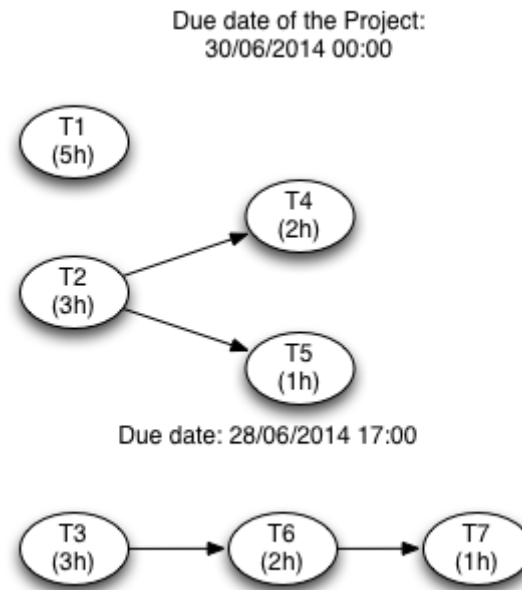 Due date of the Project:
30/06/2014 00:00
T1
(5h)
T4
(2h)
T2
(3h)
T5
(1h)
Due date: 28/06/2014 17:00
T3
(3h)
T6
(2h)
T7
(1h)